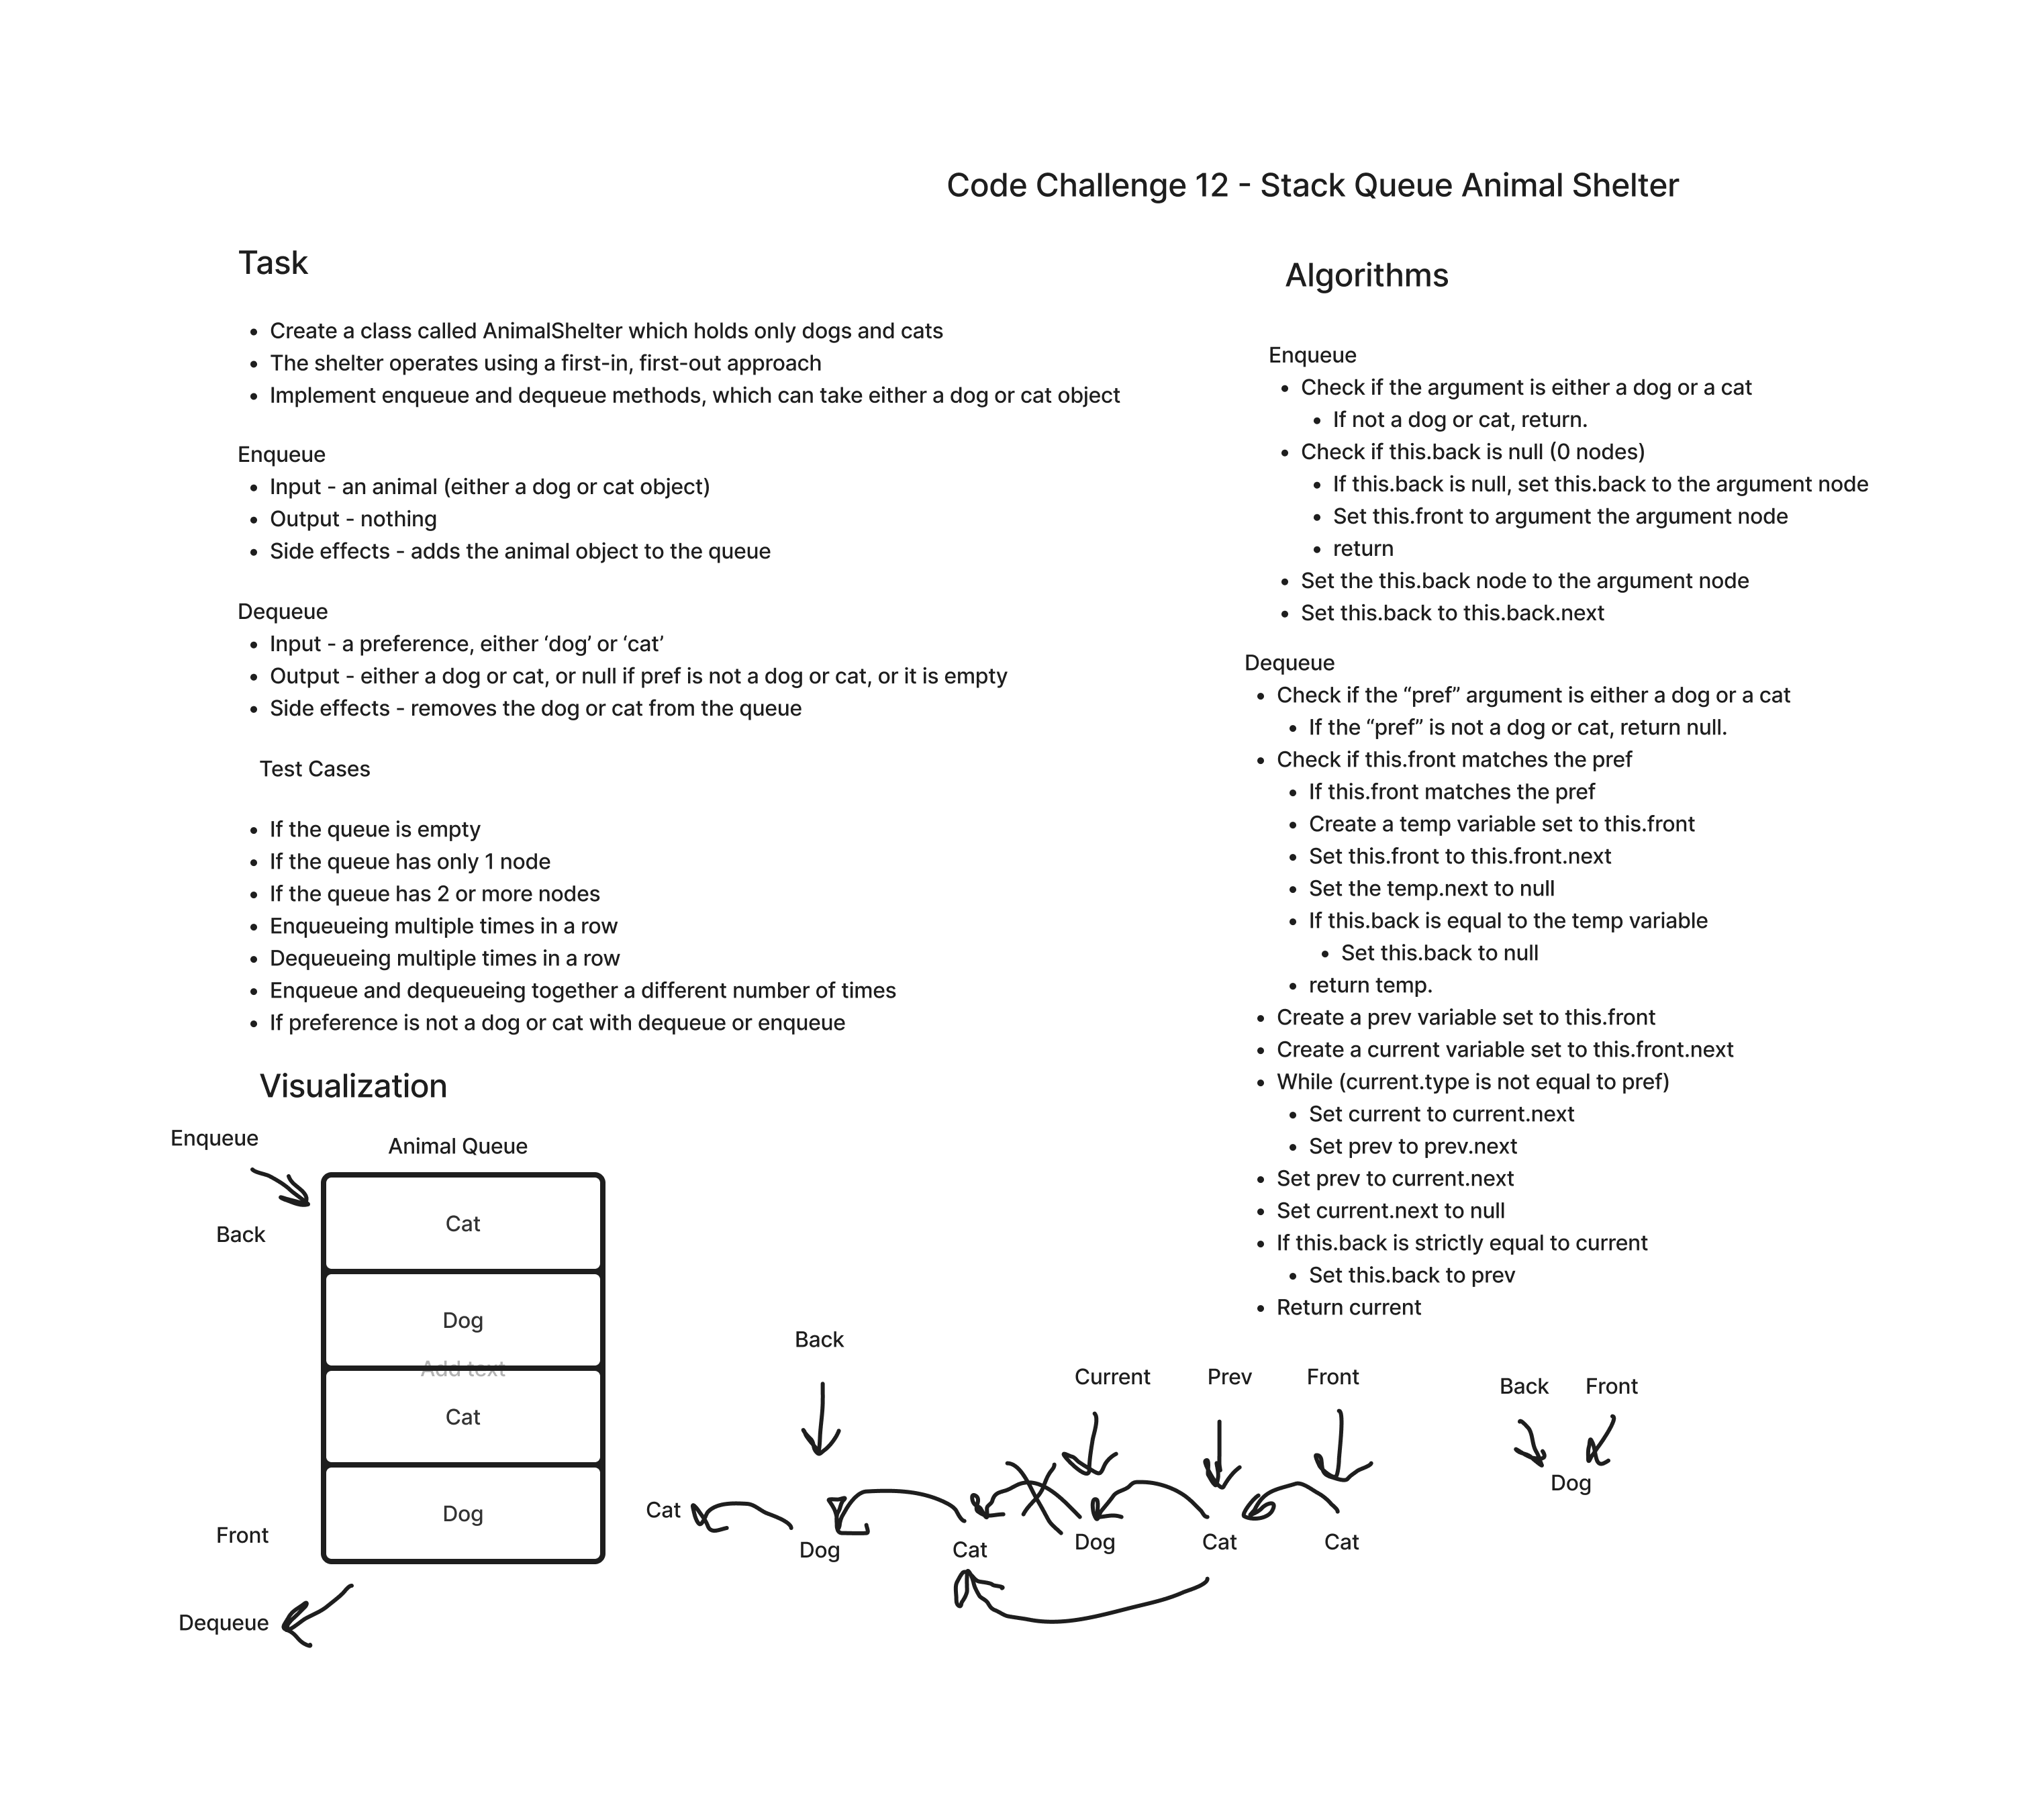 Code Challenge 12 - Stack Queue Animal Shelter
Task
• Create a class called AnimalShelter which holds only dogs and cats
• The shelter operates using a first-in, first-out approach
• Implement enqueue and dequeue methods, which can take either a dog or cat object
Enqueue
• Input - an animal (either a dog or cat object)
• Output - nothing
• Side effects - adds the animal object to the queue
Dequeue
• Input - a preference, either ‘dog’ or ‘cat’
• Output - either a dog or cat, or null if pref is not a dog or cat, or it is empty
• Side effects - removes the dog or cat from the queue
Test Cases
• If the queue is empty
• If the queue has only 1 node
• If the queue has 2 or more nodes
• Enqueueing multiple times in a row
• Dequeueing multiple times in a row
• Enqueue and dequeueing together a different number of times
• If preference is not a dog or cat with dequeue or enqueue
Algorithms
Enqueue
• Check if the argument is either a dog or a cat
• If not a dog or cat, return.
• Check if this.back is null (0 nodes)
• If this.back is null, set this.back to the argument node
• Set this.front to argument the argument node
• return
• Set the this.back node to the argument node
• Set this.back to this.back.next
Dequeue
• Check if the “pref” argument is either a dog or a cat
• If the “pref” is not a dog or cat, return null.
• Check if this.front matches the pref
• If this.front matches the pref
• Create a temp variable set to this.front
• Set this.front to this.front.next
• Set the temp.next to null
• If this.back is equal to the temp variable
• Set this.back to null
• return temp.
• Create a prev variable set to this.front
• Create a current variable set to this.front.next
• While (current.type is not equal to pref)
• Set current to current.next
• Set prev to prev.next
• Set prev to current.next
• Set current.next to null
• If this.back is strictly equal to current
• Set this.back to prev
• Return current
Visualization
Enqueue
Animal Queue
Back
Cat
Dog
Add text
Cat
Dog
Front
Dequeue
Back
Current
Prev
Front
Cat
Dog
Cat
Dog
Cat
Cat
Back
Front
Dog